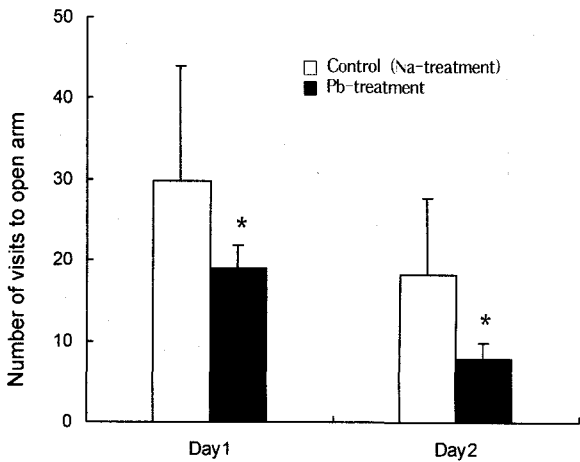 50
Control (Na-treatment)
Pb-treatment
40
30
20
10
0
*
*
Number of visits to open arm
Day1
Day2